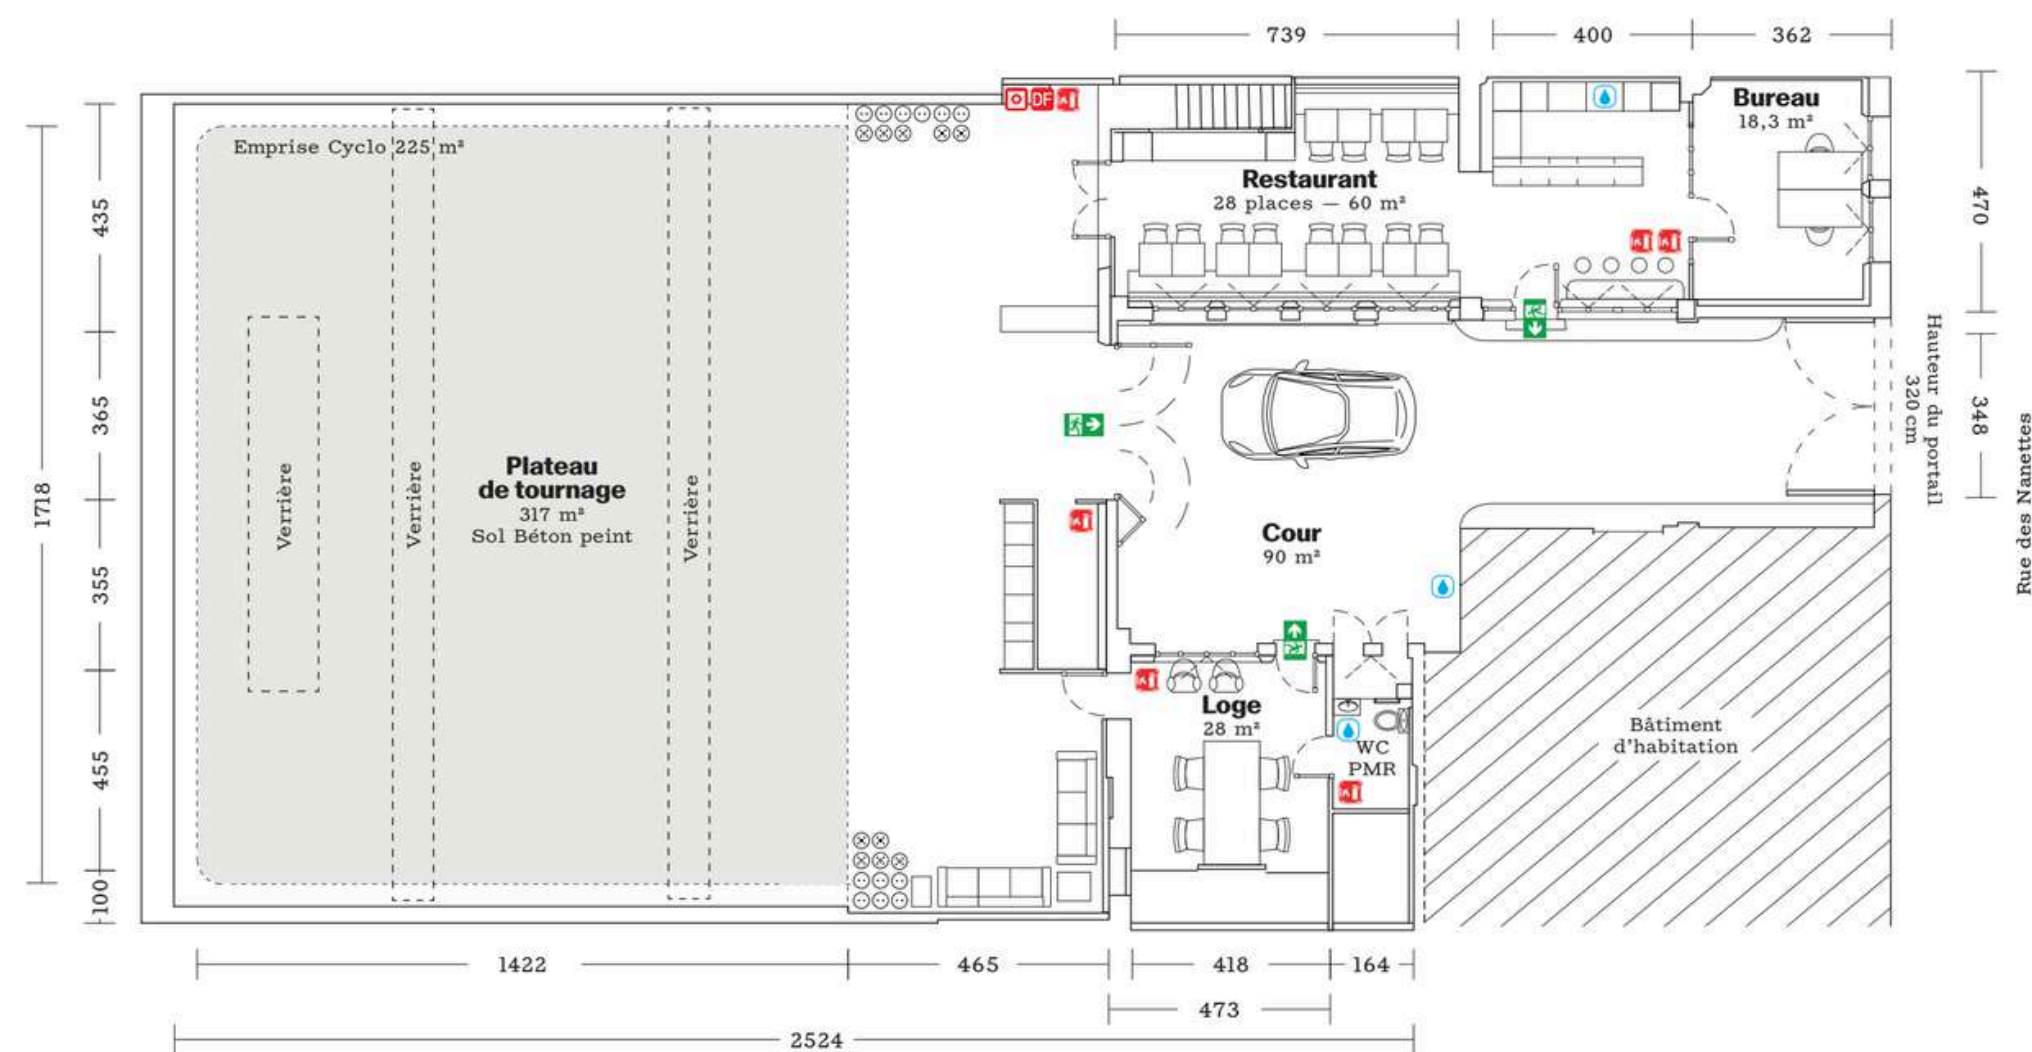 739
400
362
Emprise Cyclo 225 m²
DF
Restaurant
28 places — 60 m²
Bureau
18,3 m²
435
365
355
455
100
1718
Verrière
Verrière
Verrière
Plateau
de tournage
317 m²
Sol Béton peint
Cour
90 m²
Loge
28 m²
WC
PMR
Bâtiment
d'habitation
470
348
Hauteur du portail
320 cm
Rue des Nanettes
1422
465
418
164
473
2524